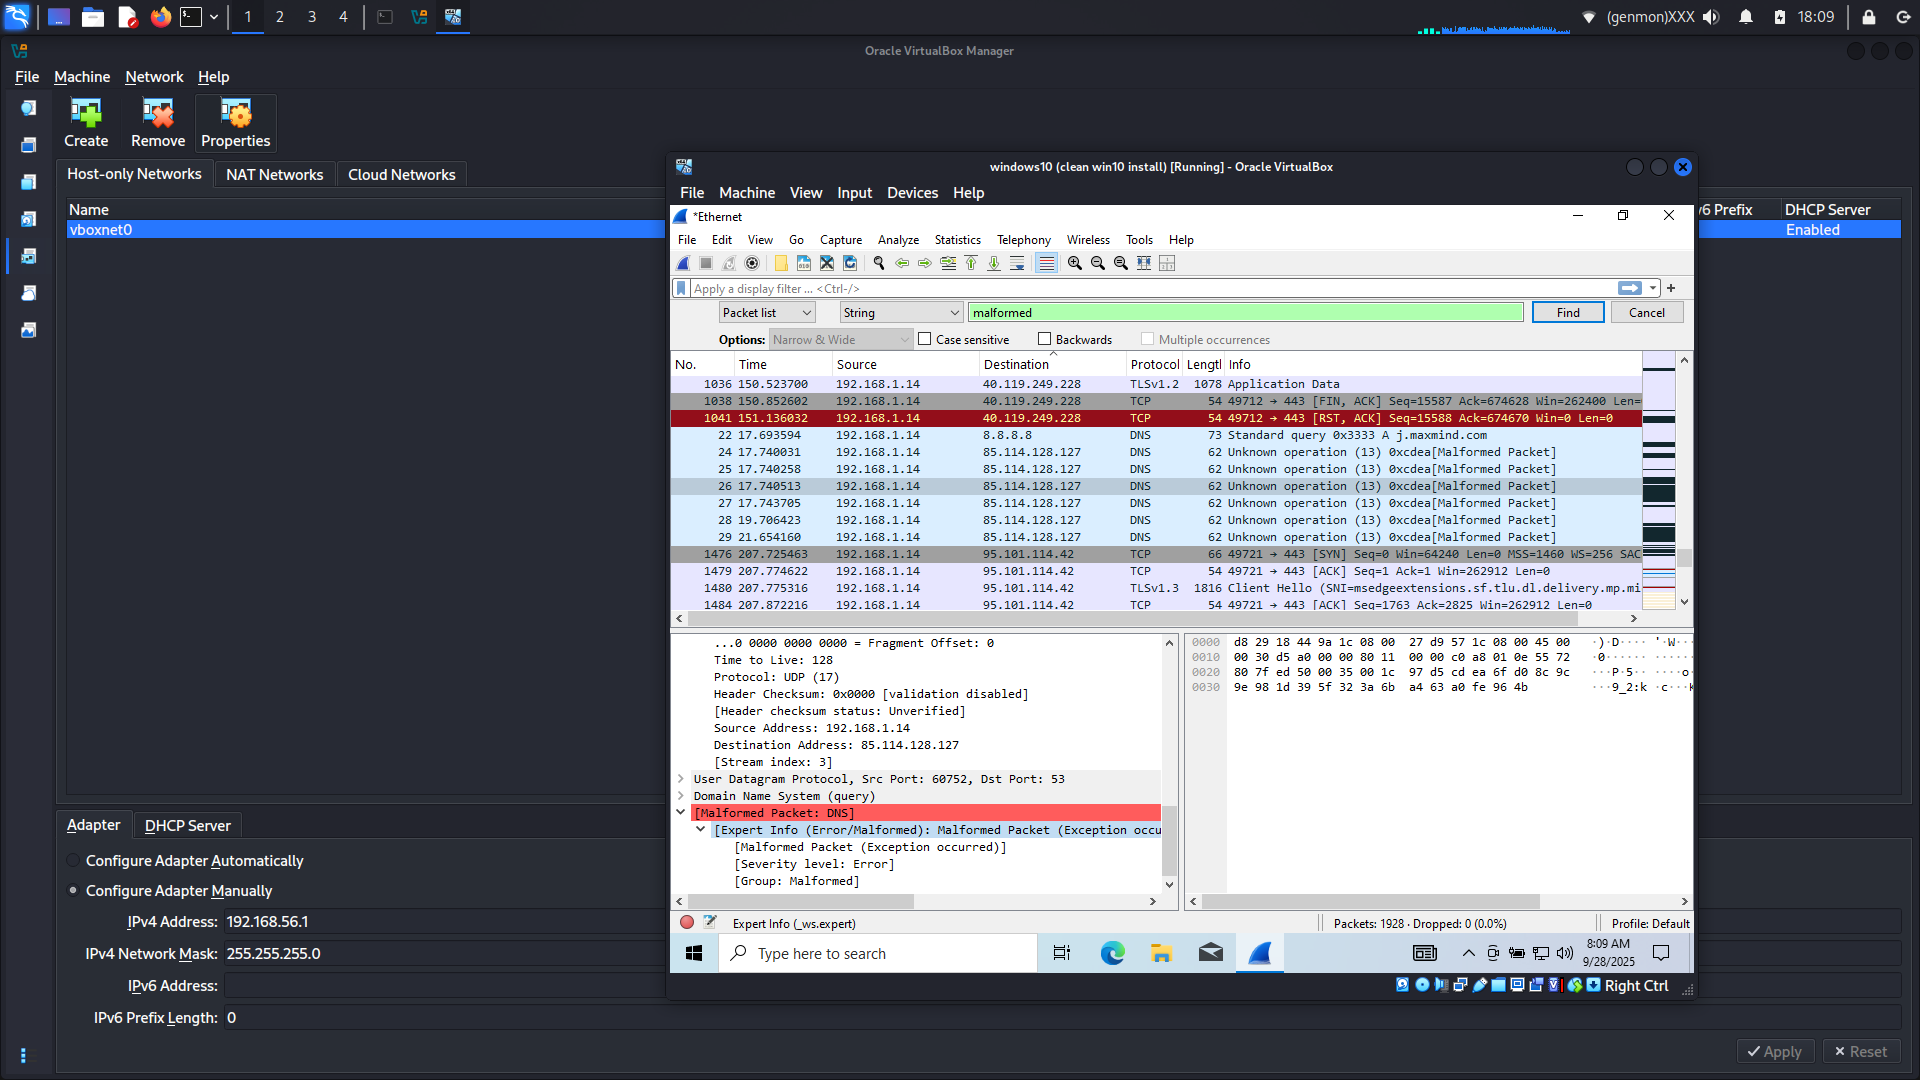 1 2 3 4 (genmon)XXX 18:09
Oracle VirtualBox Manager
File Machine Network Help
Create Remove Properties
Host-only Networks NAT Networks Cloud Networks
Name
vboxnet0
v6 Prefix DHCP Server
Enabled
windows10 (clean win10 install) [Running] - Oracle VirtualBox
File Machine View Input Devices Help
*Ethernet
File Edit View Go Capture Analyze Statistics Telephony Wireless Tools Help
Apply a display filter ... <Ctrl-/>
Packet list String malformed Find Cancel
Options: Narrow & Wide Case sensitive Backwards Multiple occurrences
No. Time Source Destination Protocol Lengtl Info
1036 150.523700 192.168.1.14 40.119.249.228 TLSv1.2 1078 Application Data
1038 150.852602 192.168.1.14 40.119.249.228 TCP 54 49712 → 443 [FIN, ACK] Seq=15587 Ack=674628 Win=262400 Len=
1041 151.136032 192.168.1.14 40.119.249.228 TCP 54 49712 → 443 [RST, ACK] Seq=15588 Ack=674670 Win=0 Len=0
22 17.693594 192.168.1.14 8.8.8.8 DNS 73 Standard query 0x3333 A j.maxmind.com
24 17.740031 192.168.1.14 85.114.128.127 DNS 62 Unknown operation (13) 0xcdea[Malformed Packet]
25 17.740258 192.168.1.14 85.114.128.127 DNS 62 Unknown operation (13) 0xcdea[Malformed Packet]
26 17.740513 192.168.1.14 85.114.128.127 DNS 62 Unknown operation (13) 0xcdea[Malformed Packet]
27 17.743705 192.168.1.14 85.114.128.127 DNS 62 Unknown operation (13) 0xcdea[Malformed Packet]
28 19.706423 192.168.1.14 85.114.128.127 DNS 62 Unknown operation (13) 0xcdea[Malformed Packet]
29 21.654160 192.168.1.14 85.114.128.127 DNS 62 Unknown operation (13) 0xcdea[Malformed Packet]
1476 207.725463 192.168.1.14 95.101.114.42 TCP 66 49721 → 443 [SYN] Seq=0 Win=64240 Len=0 MSS=1460 WS=256 SAC
1479 207.774622 192.168.1.14 95.101.114.42 TCP 54 49721 → 443 [ACK] Seq=1 Ack=1 Win=262912 Len=0
1480 207.775316 192.168.1.14 95.101.114.42 TLSv1.3 1816 Client Hello (SNI=msedgeextensions.sf.tlu.dl.delivery.mp.mi
1484 207.872216 192.168.1.14 95.101.114.42 TCP 54 49721 → 443 [ACK] Seq=1763 Ack=2825 Win=262912 Len=0
...0 0000 0000 0000 = Fragment Offset: 0
Time to Live: 128
Protocol: UDP (17)
Header Checksum: 0x0000 [validation disabled]
[Header checksum status: Unverified]
Source Address: 192.168.1.14
Destination Address: 85.114.128.127
[Stream index: 3]
User Datagram Protocol, Src Port: 60752, Dst Port: 53
Domain Name System (query)
[Malformed Packet: DNS]
[Expert Info (Error/Malformed): Malformed Packet (Exception occu
[Malformed Packet (Exception occurred)]
[Severity level: Error]
[Group: Malformed]
0000 d8 29 18 44 9a 1c 08 00 27 d9 57 1c 08 00 45 00 ·)·D···· '·W·
0010 00 30 d5 a0 00 00 80 11 00 00 c0 a8 01 0e 55 72 ·0······
0020 80 7f ed 50 00 35 00 1c 97 d5 cd ea 6f d0 8c 9c ···P·5·· ····o·
0030 9e 98 1d 39 5f 32 3a 6b a4 63 a0 fe 96 4b ···9_2:k ·c···K
Expert Info (_ws.expert) Packets: 1928 · Dropped: 0 (0.0%) Profile: Default
Type here to search
8:09 AM
9/28/2025
Right Ctrl
Adapter DHCP Server
Configure Adapter Automatically
Configure Adapter Manually
IPv4 Address: 192.168.56.1
IPv4 Network Mask: 255.255.255.0
IPv6 Address:
IPv6 Prefix Length: 0
Apply Reset